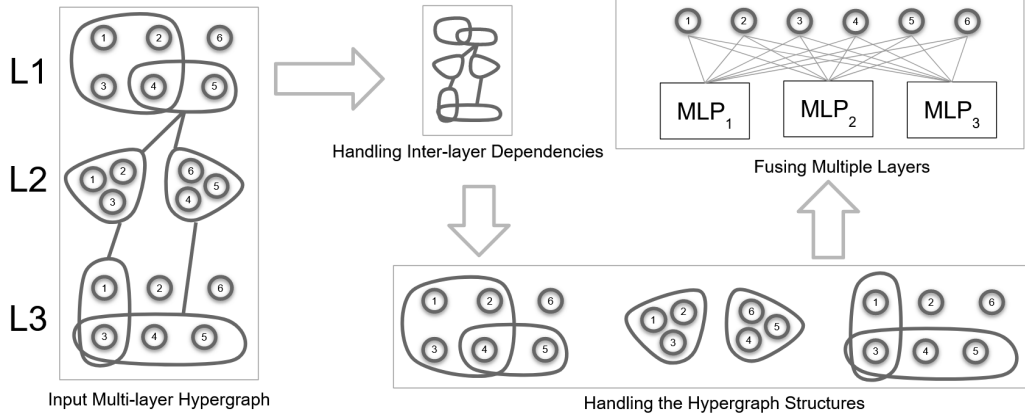 L1
1 2 6
3 4 5
L2
1 2 3
6 5 4
L3
1 2 6
3 4 5
Input Multi-layer Hypergraph
Handling Inter-layer Dependencies
1 2 3 4 5 6
MLP1 MLP2 MLP3
Fusing Multiple Layers
1 2 6
3 4 5
1 2 3
6 5 4
1 2 6
3 4 5
Handling the Hypergraph Structures